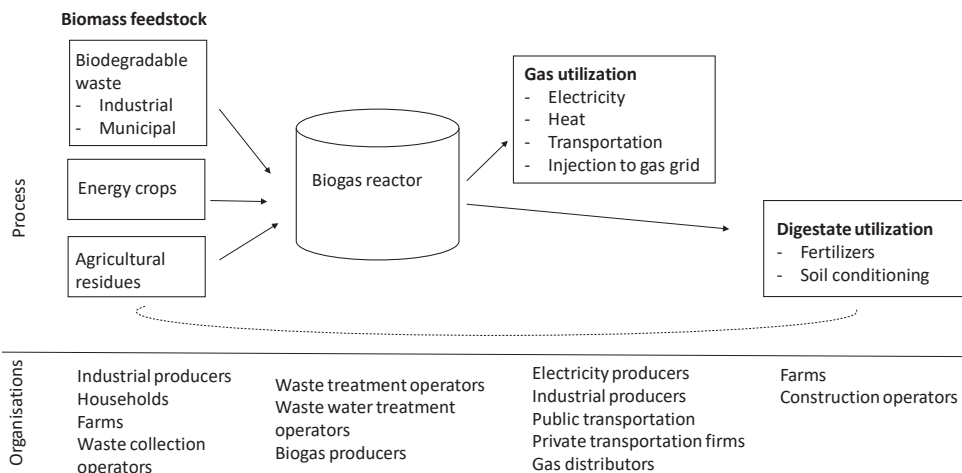 Biomass feedstock
Biodegradable
waste
- Industrial
- Municipal
Energy crops
Agricultural
residues
Biogas reactor
Gas utilization
- Electricity
- Heat
- Transportation
- Injection to gas grid
Digestate utilization
- Fertilizers
- Soil conditioning
Process
Organisations
Industrial producers
Households
Farms
Waste collection
operators
Waste treatment operators
Waste water treatment
operators
Biogas producers
Electricity producers
Industrial producers
Public transportation
Private transportation firms
Gas distributors
Farms
Construction operators